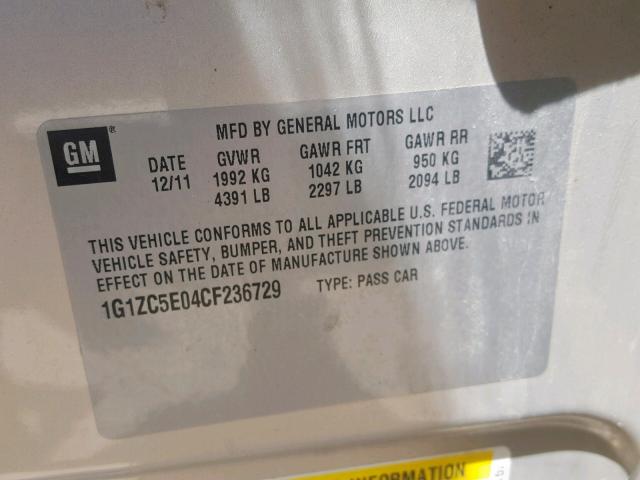 MFD BY GENERAL MOTORS LLC
GM®
DATE GVWR GAWR FRT GAWR RR
12/11 1992 KG 1042 KG 950 KG
4391 LB 2297 LB 2094 LB
THIS VEHICLE CONFORMS TO ALL APPLICABLE U.S. FEDERAL MOTOR
VEHICLE SAFETY, BUMPER, AND THEFT PREVENTION STANDARDS IN
EFFECT ON THE DATE OF MANUFACTURE SHOWN ABOVE.
1G1ZC5E04CF236729 TYPE: PASS CAR
INFORMATION